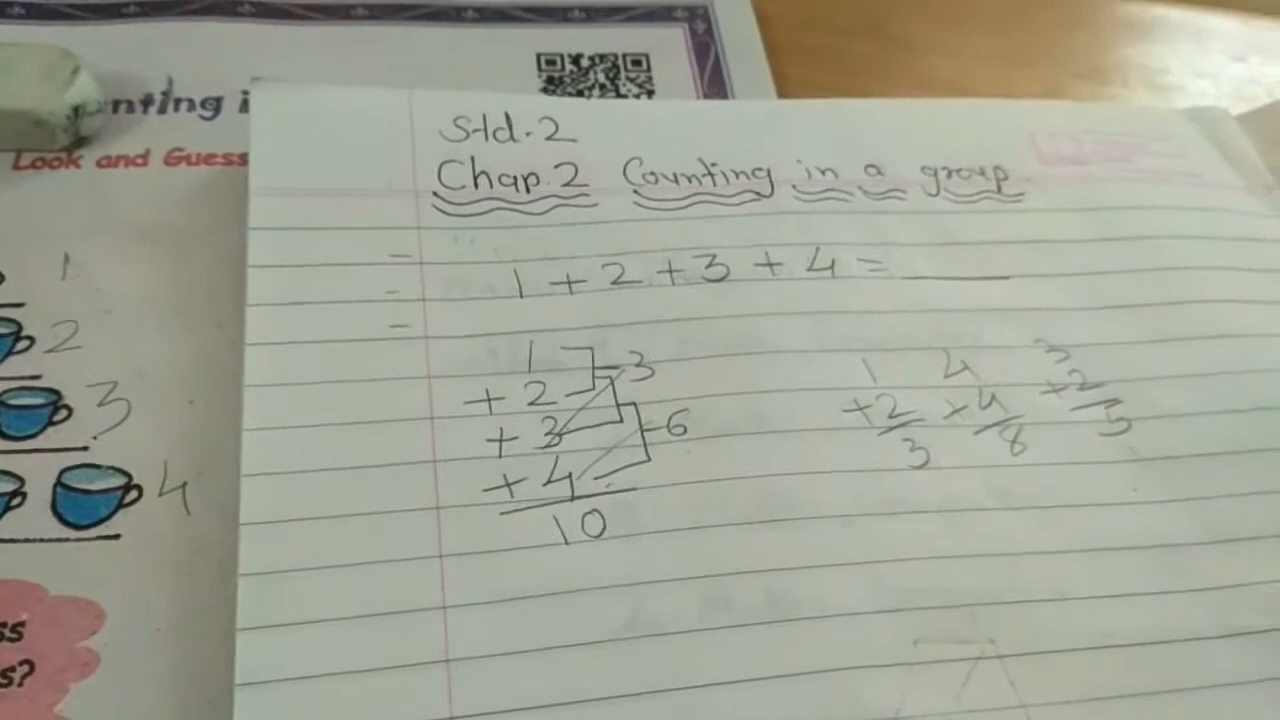 nting i
Look and Guess
1
2
3
4
ss
s?
Std.2
Chap.2 Counting in a group
1 + 2 + 3 + 4 = ____
1
+ 2
3
+ 3
6
+ 4
10
1 4 3
+2 +4 +2
3 8 5